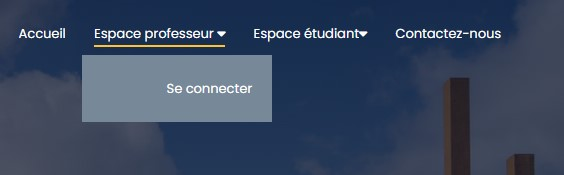 Accueil Espace professeur Espace étudiant Contactez-nous
Se connecter